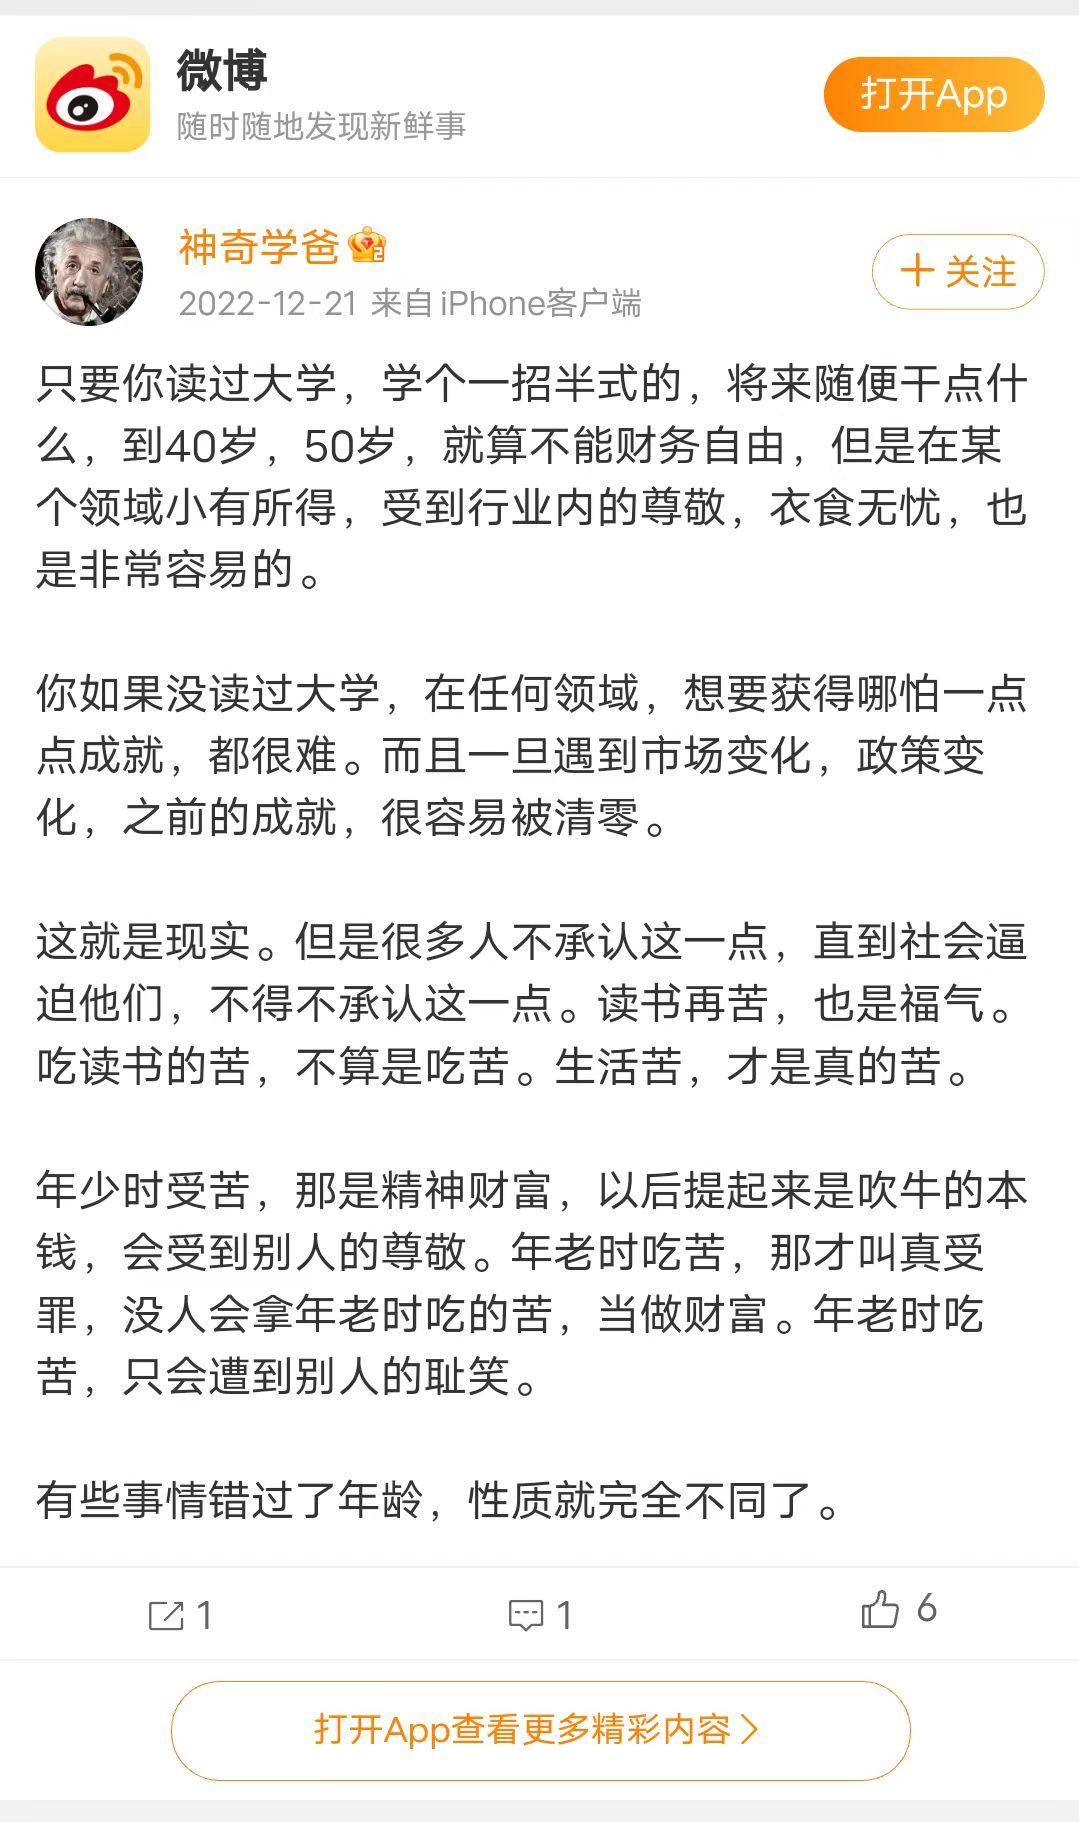 微博
随时随地发现新鲜事
打开App
神奇学爸
2022-12-21 来自iPhone客户端
关注
只要你读过大学，学个一招半式的，将来随便干点什
么，到40岁，50岁，就算不能财务自由，但是在某
个领域小有所得，受到行业内的尊敬，衣食无忧，也
是非常容易的。
你如果没读过大学，在任何领域，想要获得哪怕一点
点成就，都很难。而且一旦遇到市场变化，政策变
化，之前的成就，很容易被清零。
这就是现实。但是很多人不承认这一点，直到社会逼
迫他们，不得不承认这一点。读书再苦，也是福气。
吃读书的苦，不算是吃苦。生活苦，才是真的苦。
年少时受苦，那是精神财富，以后提起来是吹牛的本
钱，会受到别人的尊敬。年老时吃苦，那才叫真受
罪，没人会拿年老时吃的苦，当做财富。年老时吃
苦，只会遭到别人的耻笑。
有些事情错过了年龄，性质就完全不同了。
1
1
6
打开App查看更多精彩内容